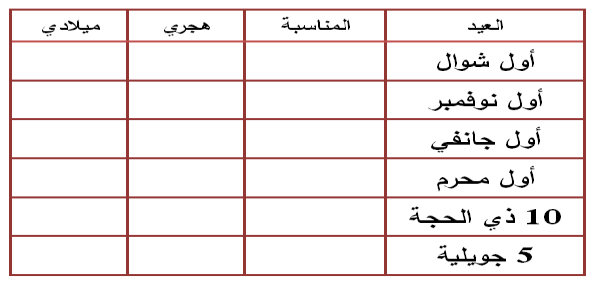 العيد المناسبة هجري ميلادي
أول شوال
أول نوفمبر
أول جانفي
أول محرم
10 ذي الحجة
5 جويلية